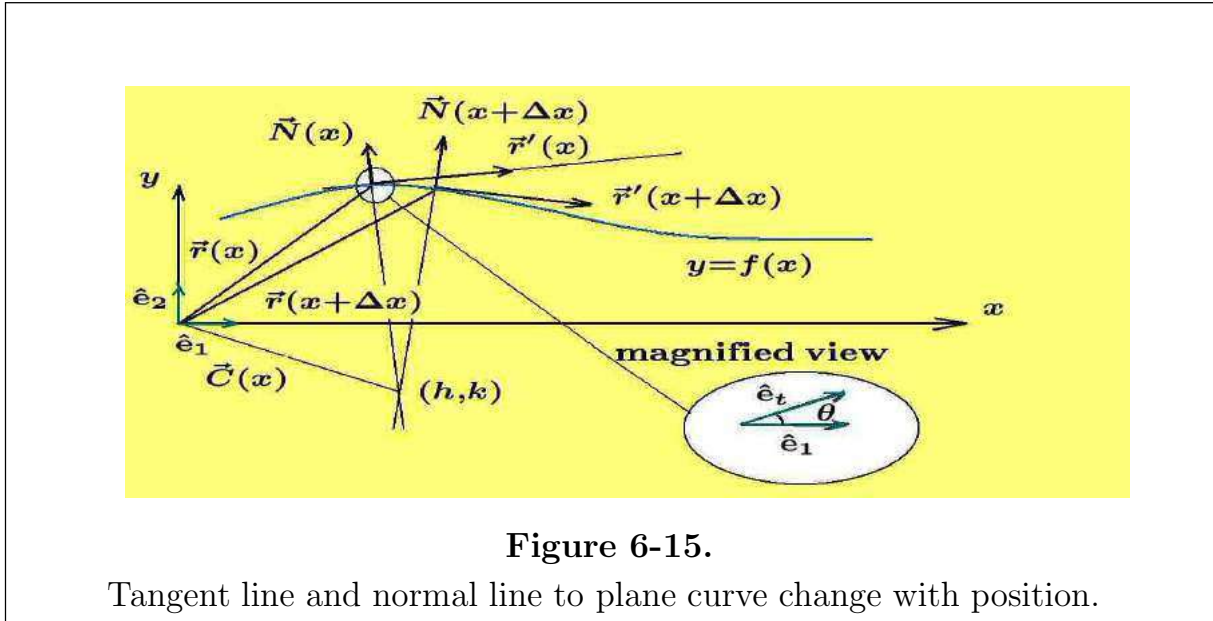 N⃗(x)
N⃗(x+Δx)
r⃗ ′(x)
y
r⃗ ′(x+Δx)
r⃗(x)
y=f(x)
ê₂
r⃗(x+Δx)
x
ê₁
magnified view
C⃗(x)
(h,k)
ê_t
θ
ê₁
Figure 6-15.
Tangent line and normal line to plane curve change with position.